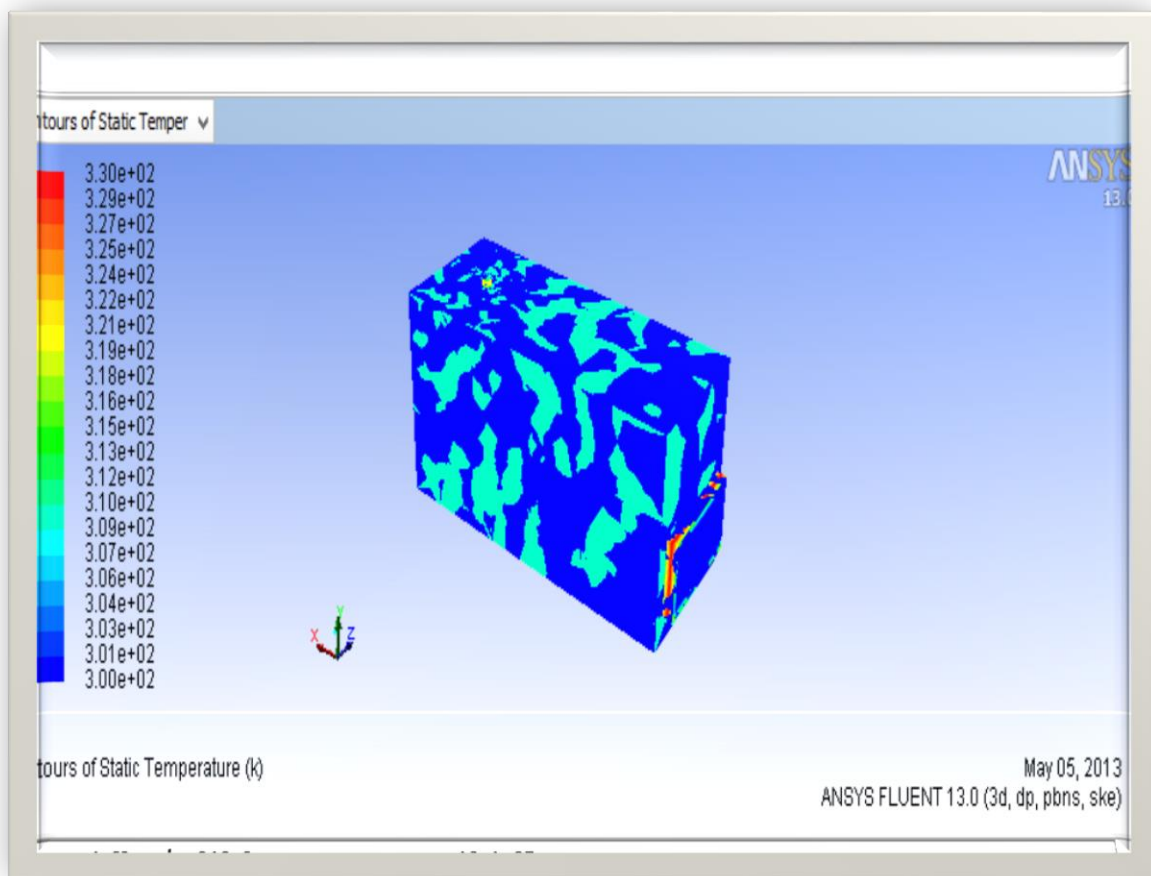 ntours of Static Temper
ANSYS
13.0
3.30e+02
3.29e+02
3.27e+02
3.25e+02
3.24e+02
3.22e+02
3.21e+02
3.19e+02
3.18e+02
3.16e+02
3.15e+02
3.13e+02
3.12e+02
3.10e+02
3.09e+02
3.07e+02
3.06e+02
3.04e+02
3.03e+02
3.01e+02
3.00e+02
Y
X
Z
tours of Static Temperature (k)
May 05, 2013
ANSYS FLUENT 13.0 (3d, dp, pbns, ske)